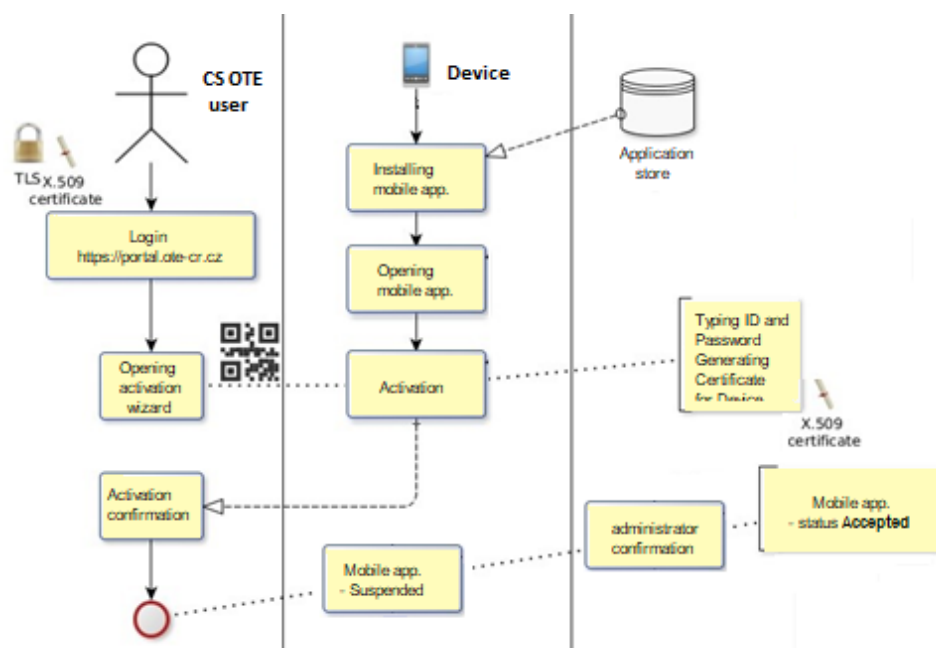 CS OTE
user
TLS
X.509
certificate
Login
https://portal.ote-cr.cz
Opening
activation
wizard
Activation
confirmation
Device
Installing
mobile app.
Opening
mobile app.
Activation
Mobile app.
- Suspended
Application
store
Typing ID and
Password
Generating
Certificate
for Device
X.509
certificate
administrator
confirmation
Mobile app.
- status Accepted